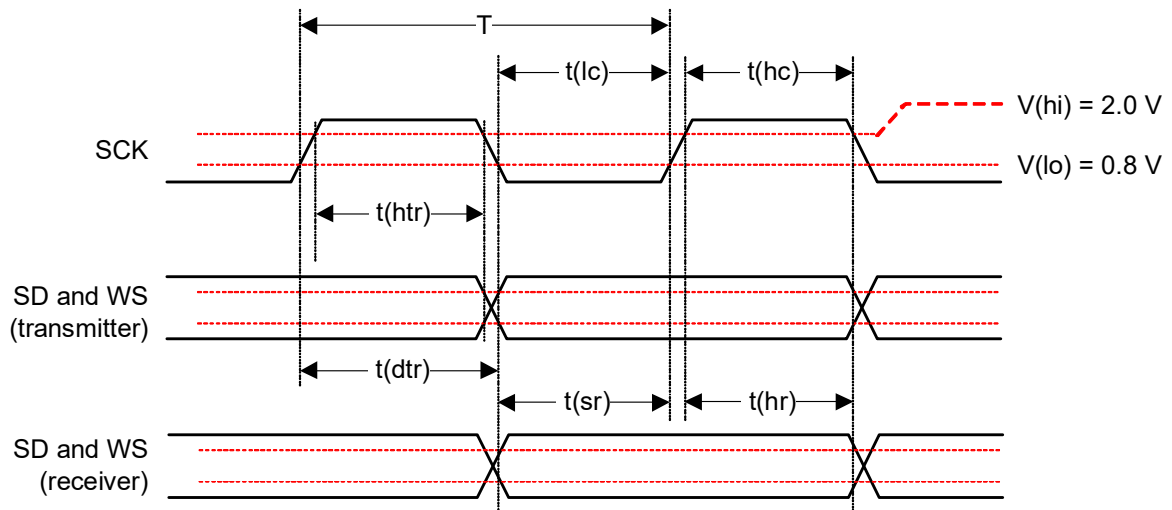 T
t(lc)
t(hc)
V(hi) = 2.0 V
SCK
V(lo) = 0.8 V
t(htr)
SD and WS
(transmitter)
t(dtr)
t(sr)
t(hr)
SD and WS
(receiver)